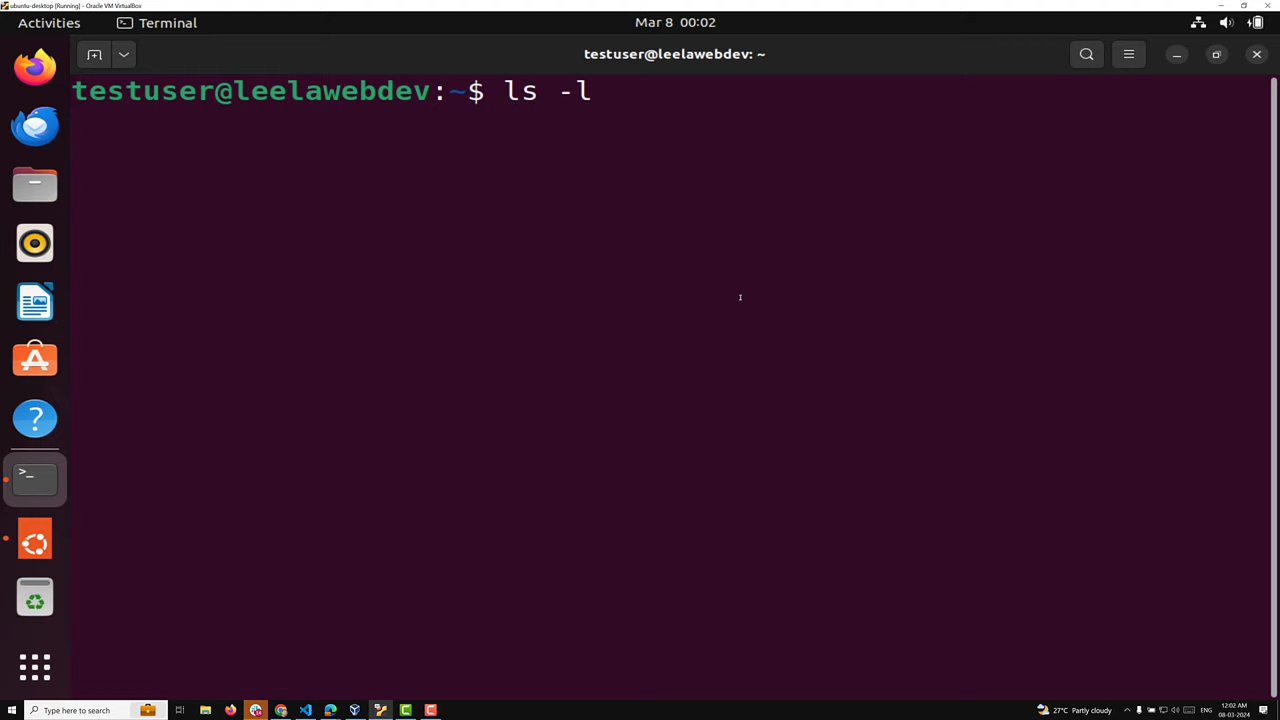 ubuntu-desktop [Running] - Oracle VM VirtualBox
Activities
Terminal
Mar 8 00:02
testuser@leelawebdev: ~
testuser@leelawebdev:~$ ls -l
Type here to search
27°C Partly cloudy
ENG
12:02 AM
08-03-2024